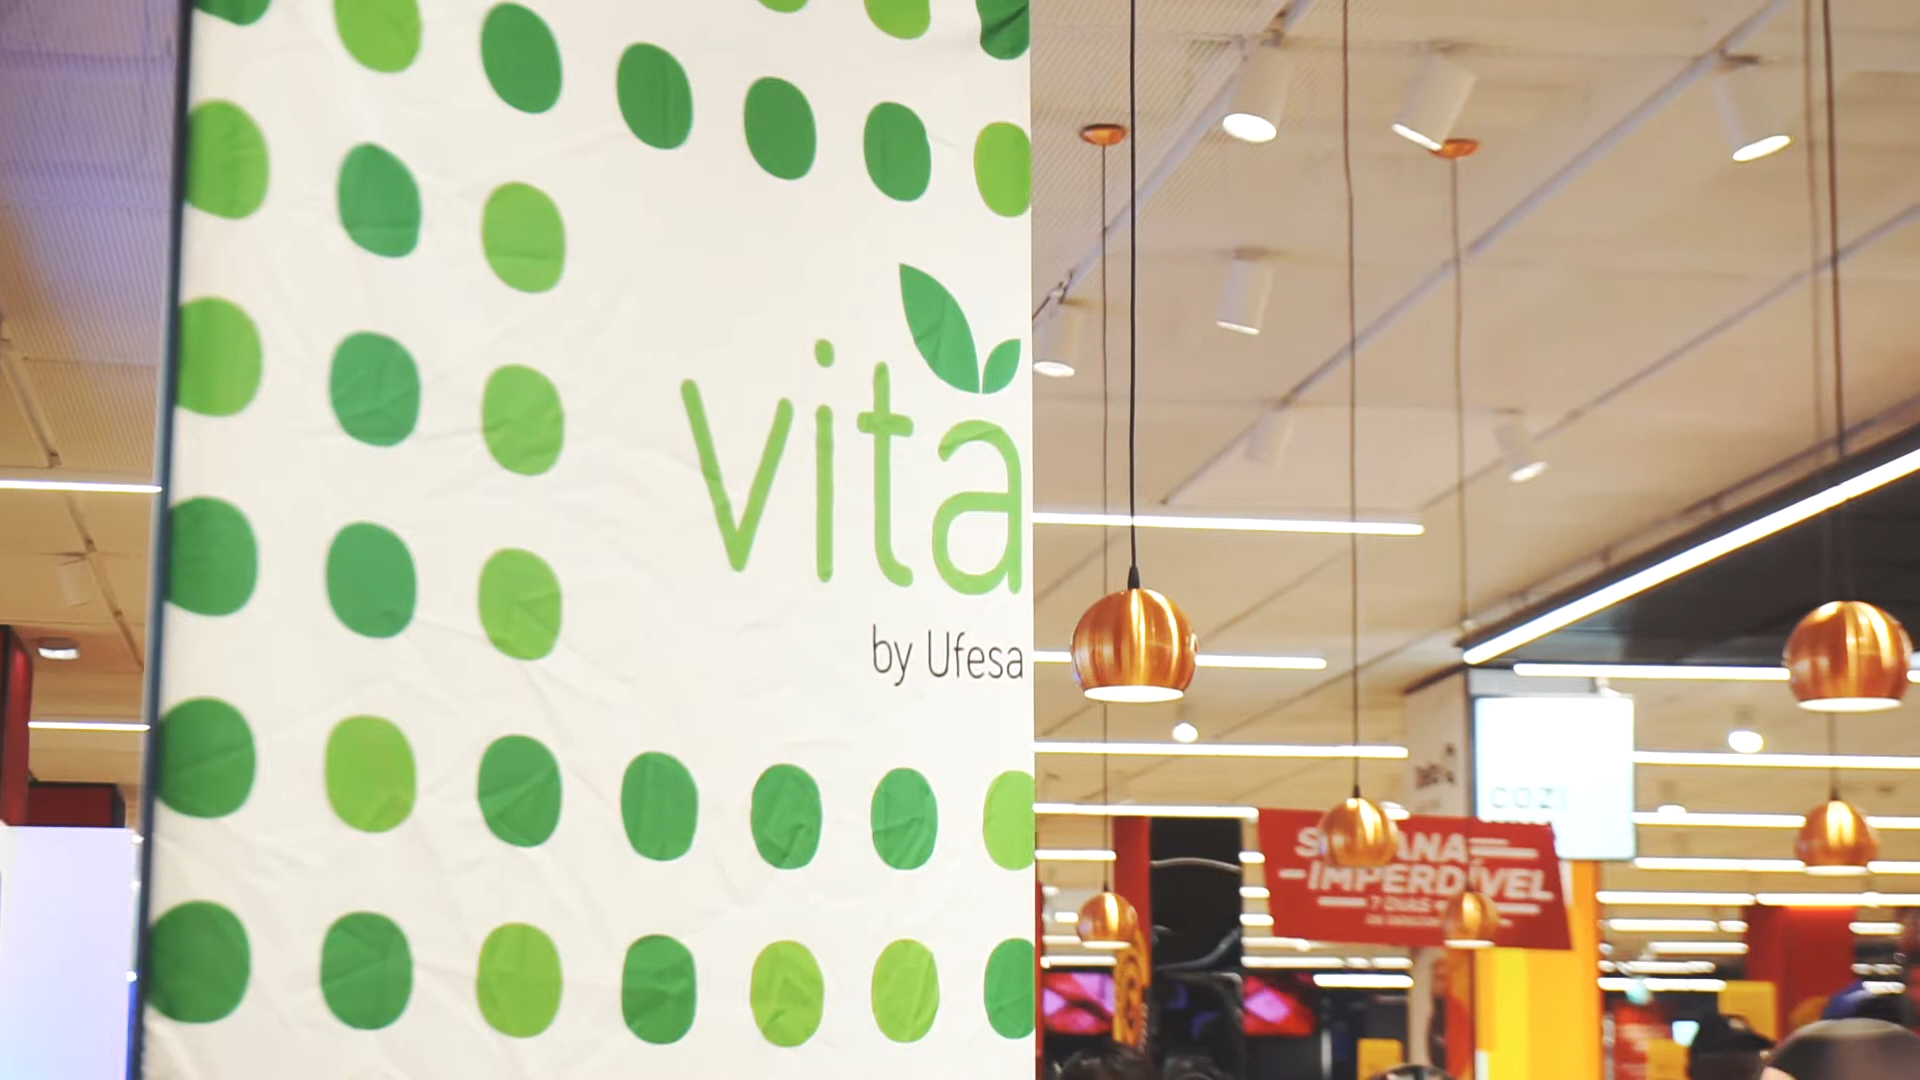 vita
by Ufesa
COZI
IMPERDÍVEL
7 DIAS